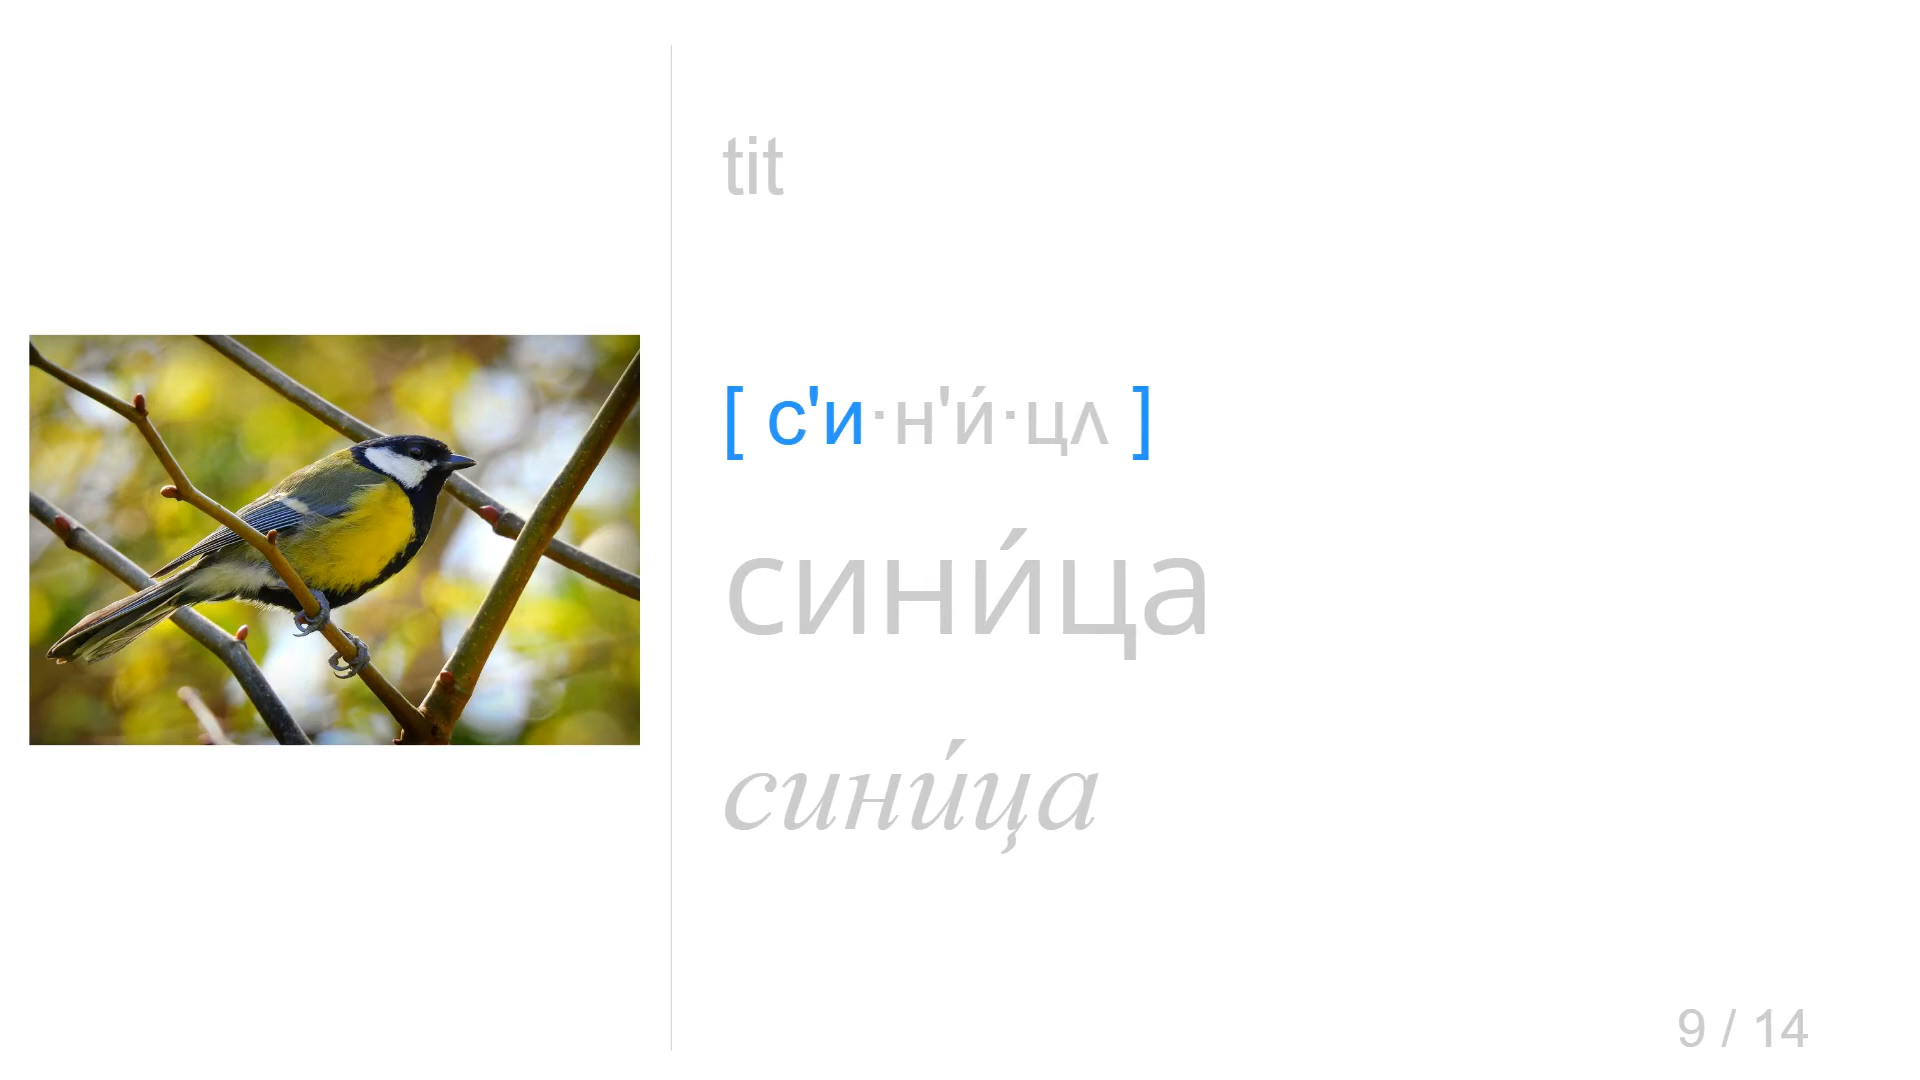 tit
[ с'и·н'и́·цʌ ]
сини́ца
сини́ца
9 / 14